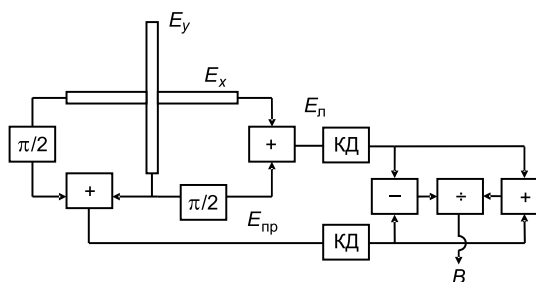 E_y
E_x
E_л
π/2
+
КД
π/2
+
−
÷
+
E_пр
КД
B